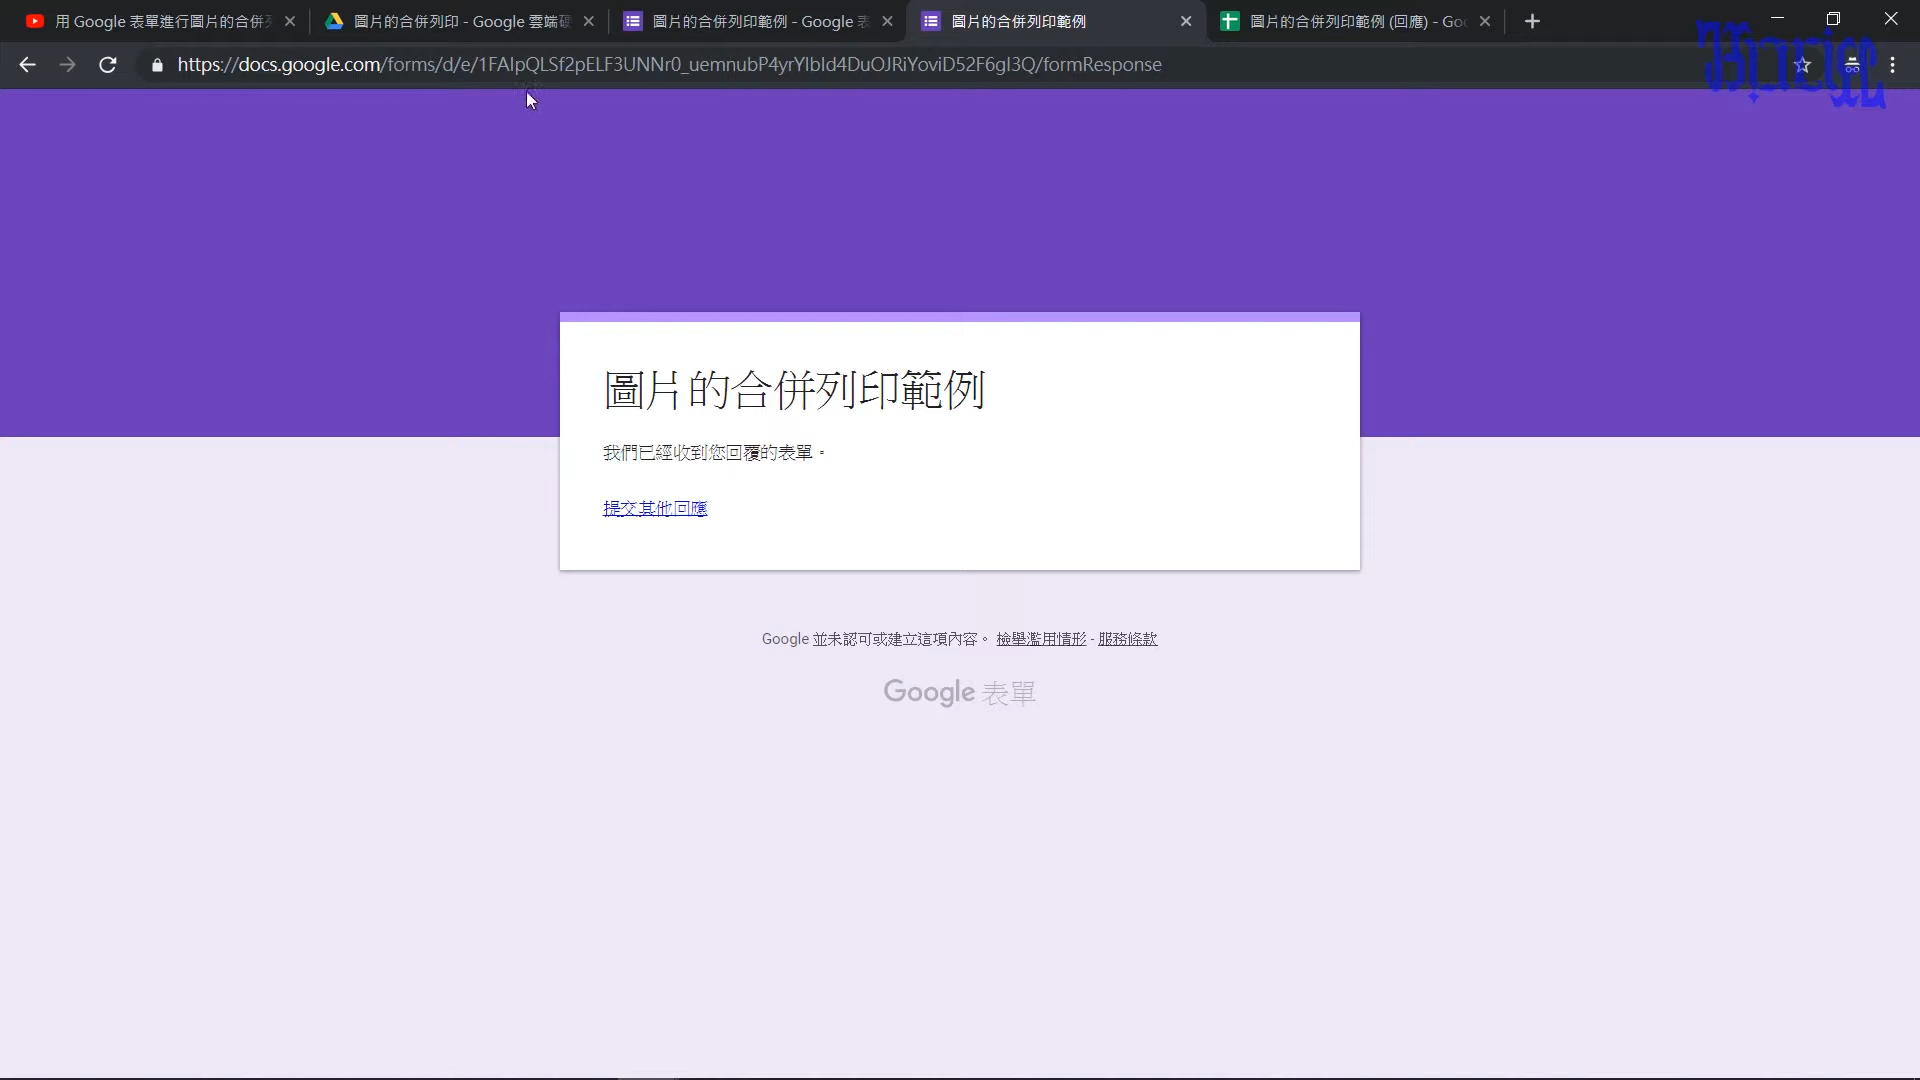 用 Google 表單進行圖片的合併列
圖片的合併列印 - Google 雲端硬
圖片的合併列印範例 - Google 表
圖片的合併列印範例
圖片的合併列印範例 (回應) - Goo
https://docs.google.com/forms/d/e/1FAIpQLSf2pELF3UNNr0_uemnubP4yrYIbId4DuOJRiYoviD52F6gI3Q/formResponse
圖片的合併列印範例
我們已經收到您回覆的表單。
提交其他回應
Google 並未認可或建立這項內容。 檢舉濫用情形 - 服務條款
Google 表單